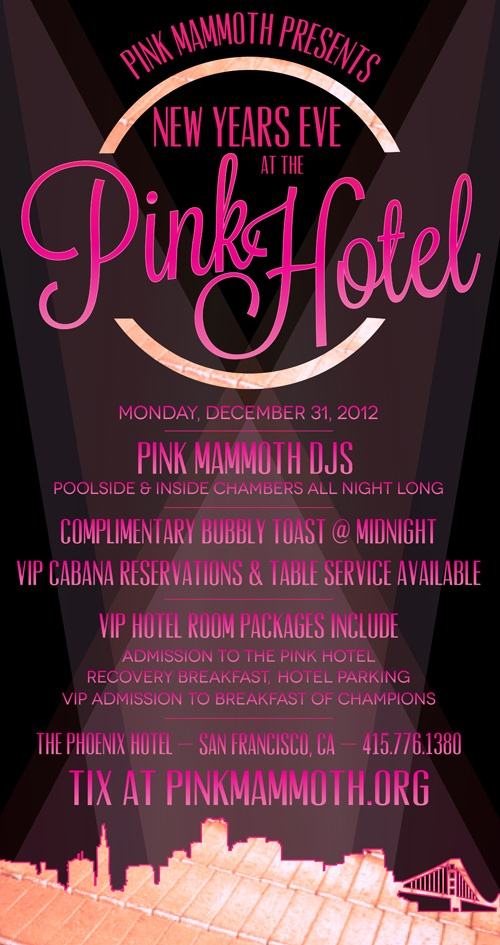 PINK MAMMOTH PRESENTS
NEW YEARS EVE
AT THE
Pink Hotel
MONDAY, DECEMBER 31, 2012
PINK MAMMOTH DJS
POOLSIDE & INSIDE CHAMBERS ALL NIGHT LONG
COMPLIMENTARY BUBBLY TOAST @ MIDNIGHT
VIP CABANA RESERVATIONS & TABLE SERVICE AVAILABLE
VIP HOTEL ROOM PACKAGES INCLUDE
ADMISSION TO THE PINK HOTEL
RECOVERY BREAKFAST, HOTEL PARKING
VIP ADMISSION TO BREAKFAST OF CHAMPIONS
THE PHOENIX HOTEL — SAN FRANCISCO, CA — 415.776.1380
TIX AT PINKMAMMOTH.ORG